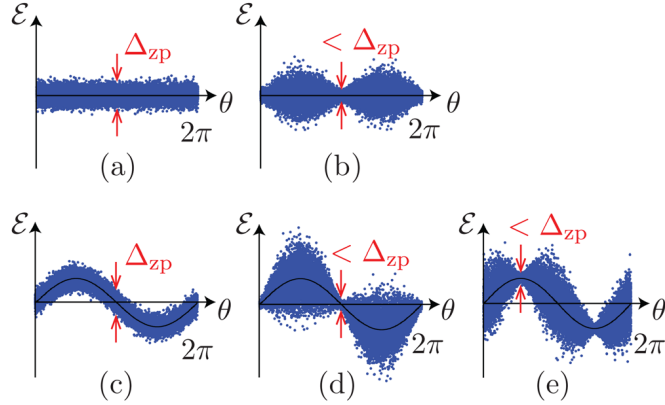 ℰ Δzp θ 2π
(a)
ℰ < Δzp θ 2π
(b)
ℰ Δzp θ 2π
(c)
ℰ < Δzp θ 2π
(d)
ℰ < Δzp θ 2π
(e)